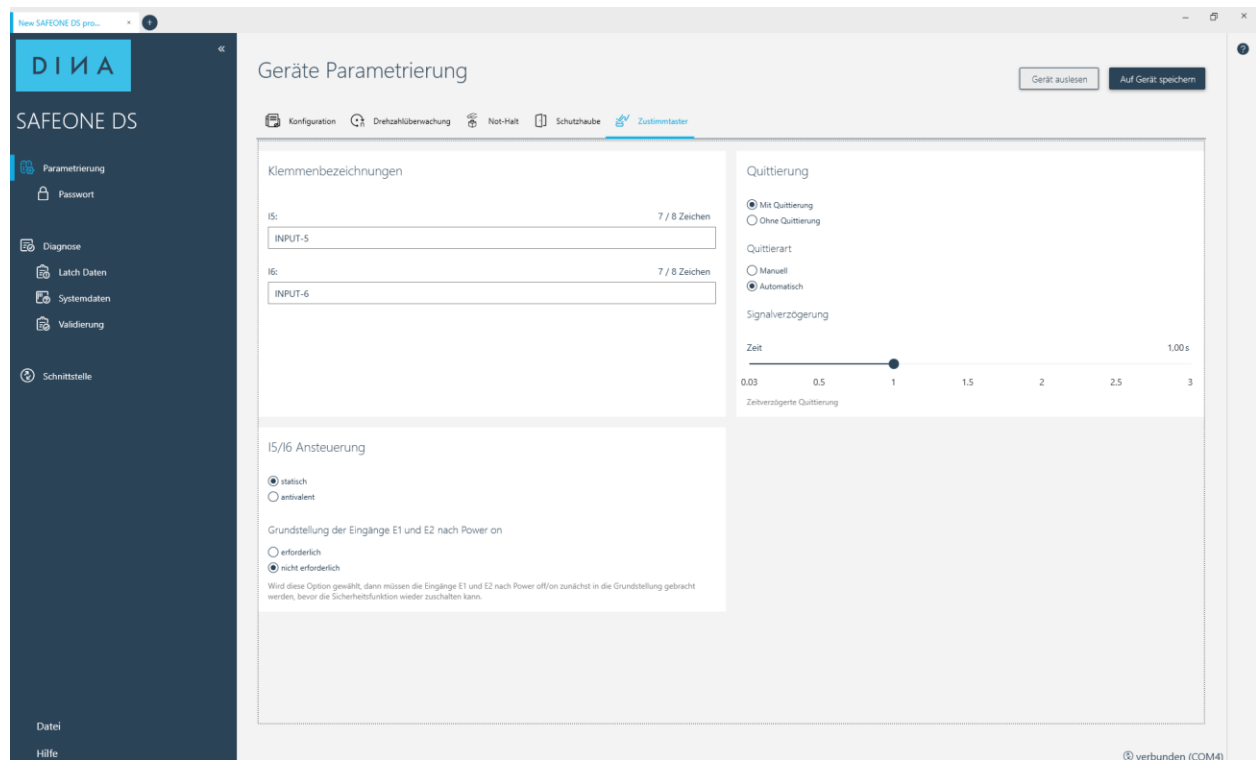 New SAFEONE DS pro...
DINA
SAFEONE DS
Parametrierung
Passwort
Diagnose
Latch Daten
Systemdaten
Validierung
Schnittstelle
Datei
Hilfe
Geräte Parametrierung
Gerät auslesen
Auf Gerät speichern
Konfiguration
Drehzahlüberwachung
Not-Halt
Schutzhaube
Zustimmtaster
Klemmenbezeichnungen
I5: 7 / 8 Zeichen
INPUT-5
I6: 7 / 8 Zeichen
INPUT-6
Quittierung
Mit Quittierung
Ohne Quittierung
Quittierart
Manuell
Automatisch
Signalverzögerung
Zeit 1,00 s
0.03 0.5 1 1.5 2 2.5 3
Zeitverzögerte Quittierung
I5/I6 Ansteuerung
statisch
antivalent
Grundstellung der Eingänge E1 und E2 nach Power on
erforderlich
nicht erforderlich
Wird diese Option gewählt, dann müssen die Eingänge E1 und E2 nach Power off/on zunächst in die Grundstellung gebracht
werden, bevor die Sicherheitsfunktion wieder zuschalten kann.
verbunden (COM4)